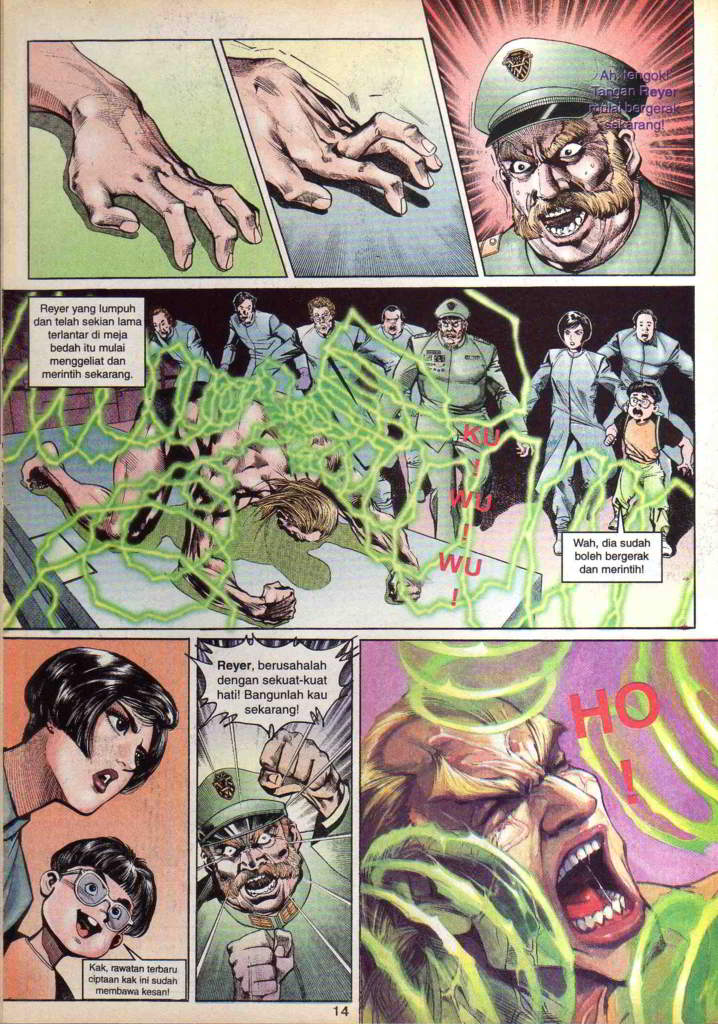 Ah, tengok!
Tangan Reyer
mulai bergerak
sekarang!
Reyer yang lumpuh
dan telah sekian lama
terlantar di meja
bedah itu mulai
menggeliat dan
merintih sekarang.
KU
!
WU
!
WU
!
Wah, dia sudah
boleh bergerak
dan merintih!
Kak, rawatan terbaru
ciptaan kak ini sudah
membawa kesan!
Reyer, berusahalah
dengan sekuat-kuat
hati! Bangunlah kau
sekarang!
HO
!
14